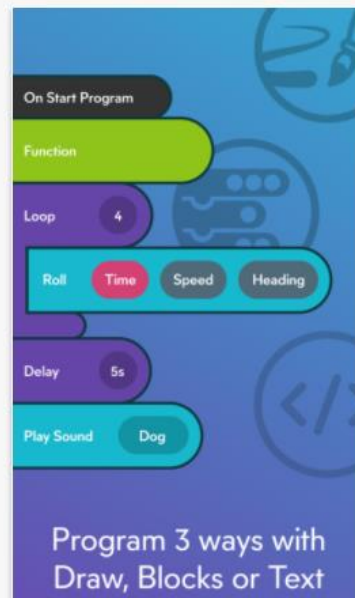 On Start Program
Function
Loop 4
Roll Time Speed Heading
Delay 5s
Play Sound Dog
Program 3 ways with
Draw, Blocks or Text